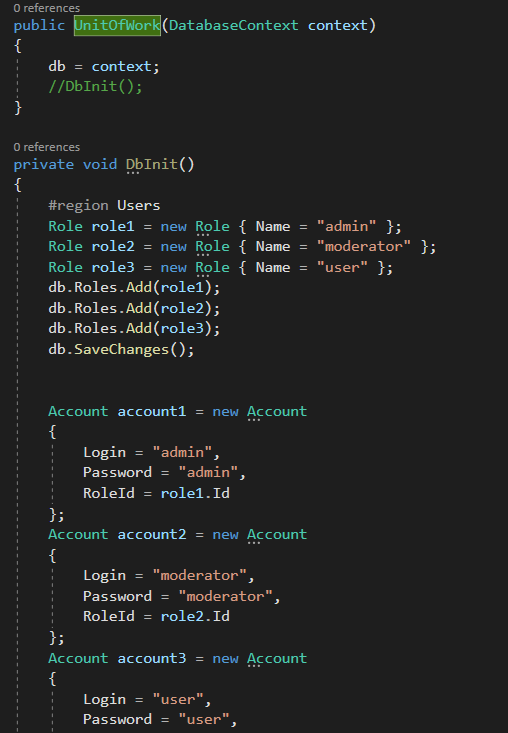 0 references
public UnitOfWork(DatabaseContext context)
{
    db = context;
    //DbInit();
}
0 references
private void DbInit()
{
    #region Users
    Role role1 = new Role { Name = "admin" };
    Role role2 = new Role { Name = "moderator" };
    Role role3 = new Role { Name = "user" };
    db.Roles.Add(role1);
    db.Roles.Add(role2);
    db.Roles.Add(role3);
    db.SaveChanges();
    Account account1 = new Account
    {
        Login = "admin",
        Password = "admin",
        RoleId = role1.Id
    };
    Account account2 = new Account
    {
        Login = "moderator",
        Password = "moderator",
        RoleId = role2.Id
    };
    Account account3 = new Account
    {
        Login = "user",
        Password = "user",